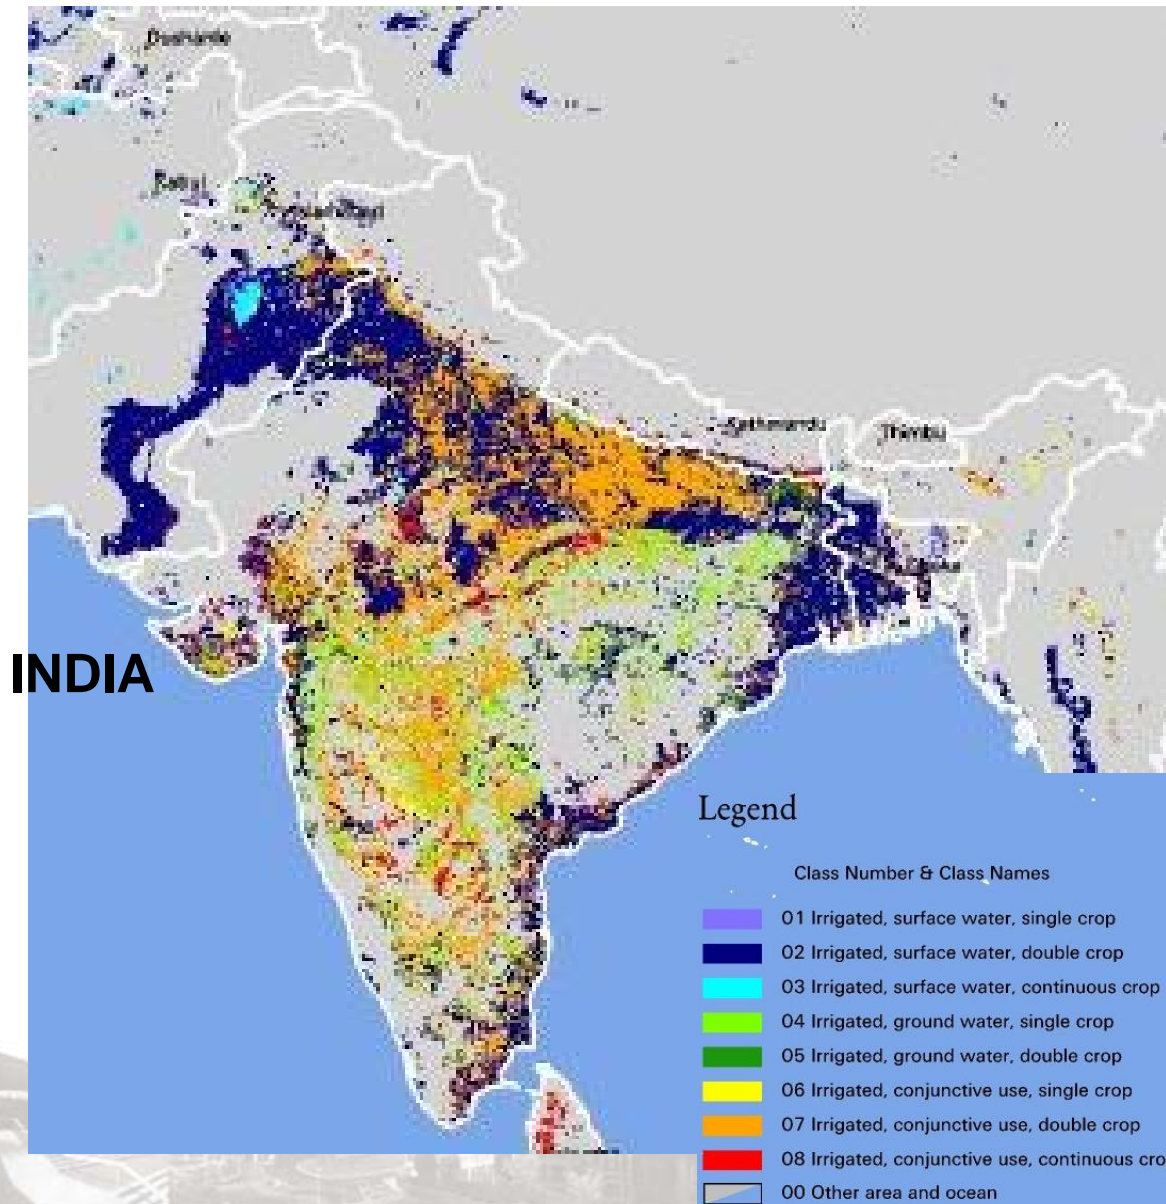 Dushanbe
Kabul
Kathmandu
Thimbu
INDIA
Legend
Class Number & Class Names
01 Irrigated, surface water, single crop
02 Irrigated, surface water, double crop
03 Irrigated, surface water, continuous crop
04 Irrigated, ground water, single crop
05 Irrigated, ground water, double crop
06 Irrigated, conjunctive use, single crop
07 Irrigated, conjunctive use, double crop
08 Irrigated, conjunctive use, continuous cro
00 Other area and ocean